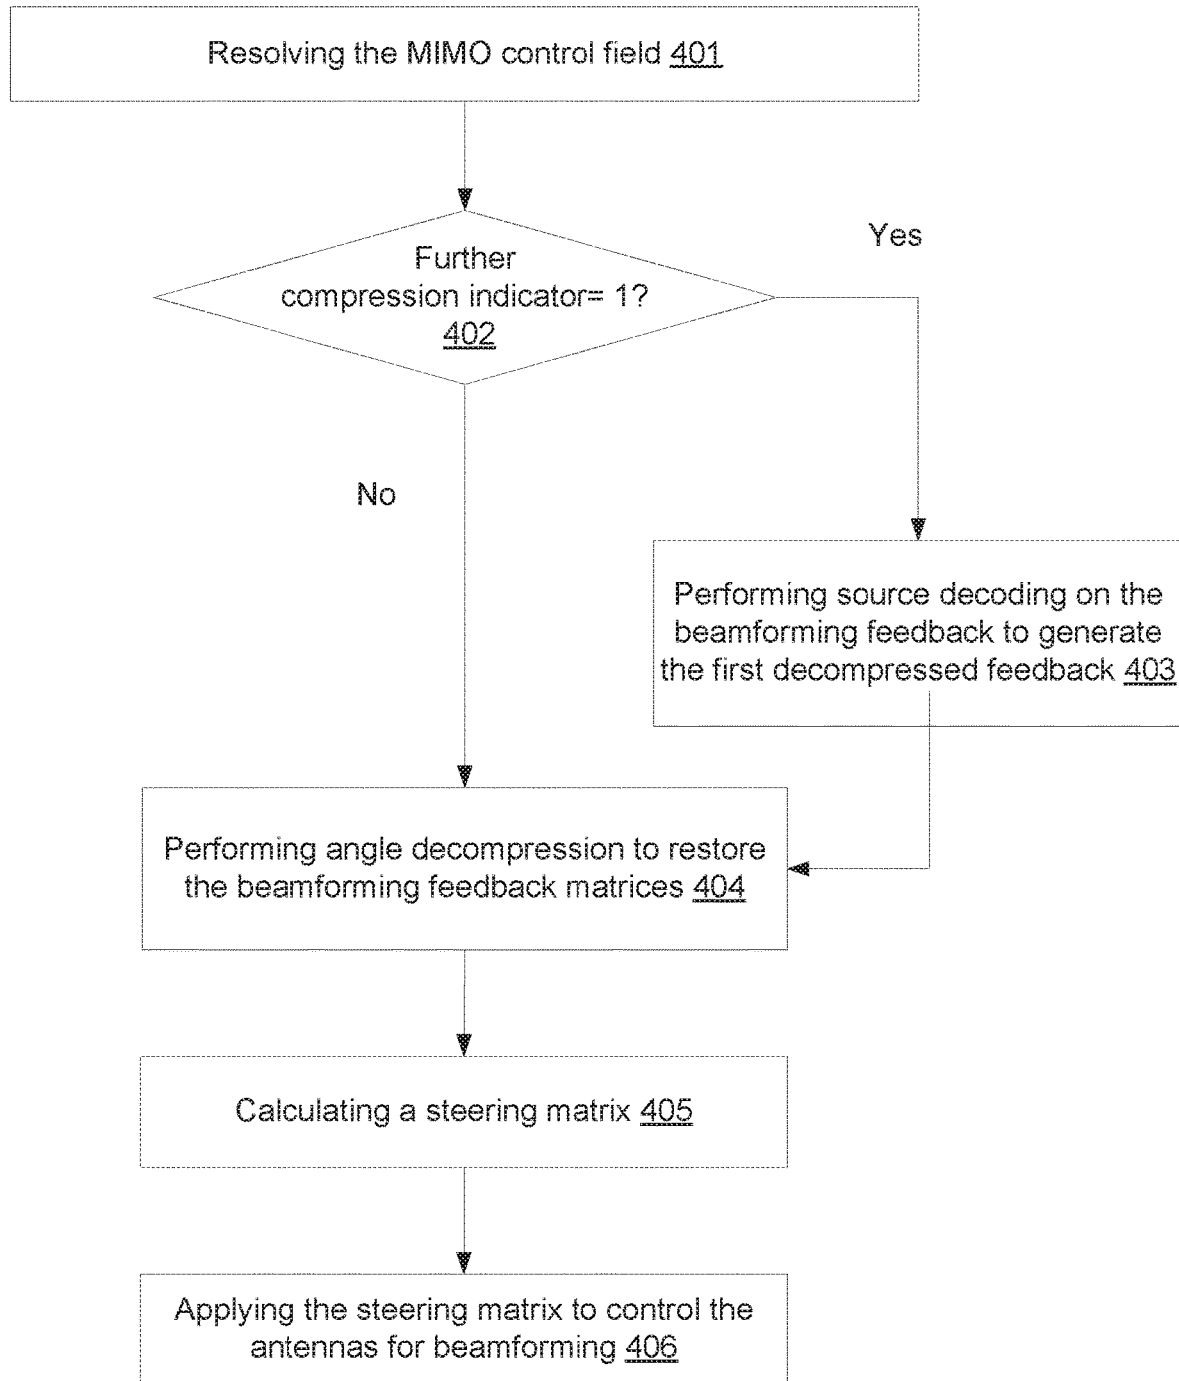 Resolving the MIMO control field 401
Further
compression indicator= 1?
402
Yes
No
Performing source decoding on the
beamforming feedback to generate
the first decompressed feedback 403
Performing angle decompression to restore
the beamforming feedback matrices 404
Calculating a steering matrix 405
Applying the steering matrix to control the
antennas for beamforming 406